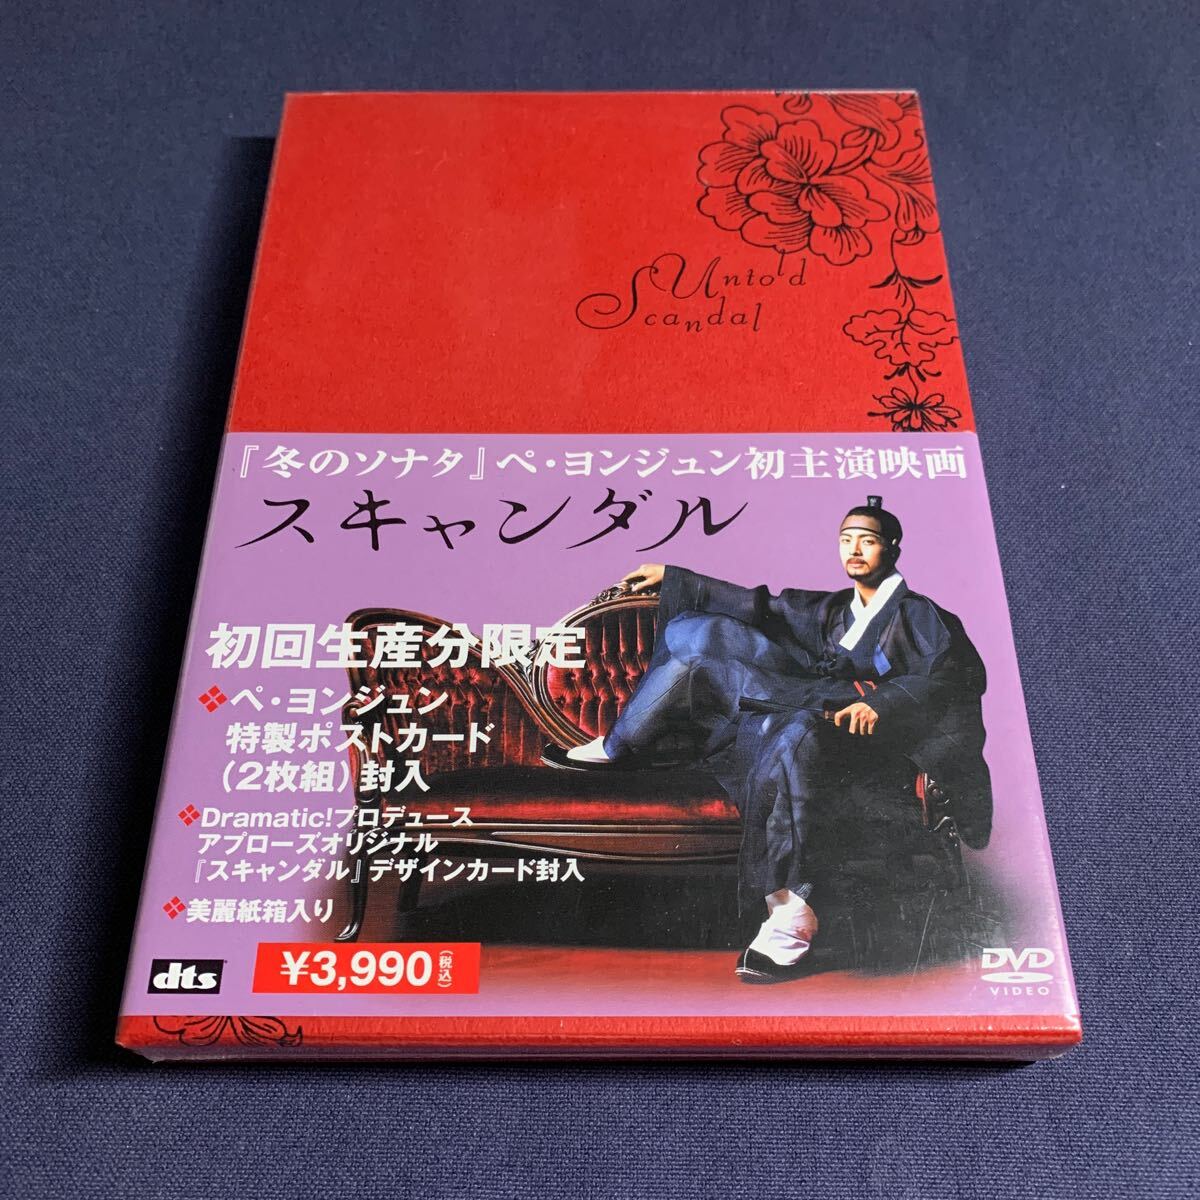 Untold
Scandal
『冬のソナタ』ペ・ヨンジュン初主演映画
スキャンダル
初回生産分限定
❖ペ・ヨンジュン
特製ポストカード
(2枚組)封入
❖Dramatic!プロデュース
アプローズオリジナル
『スキャンダル』デザインカード封入
❖美麗紙箱入り
dts
¥3,990(税込)
DVD
VIDEO